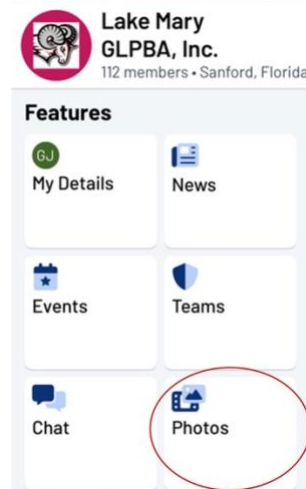 Lake Mary
GLPBA, Inc.
112 members • Sanford, Florida
Features
GJ
My Details
News
Events
Teams
Chat
Photos